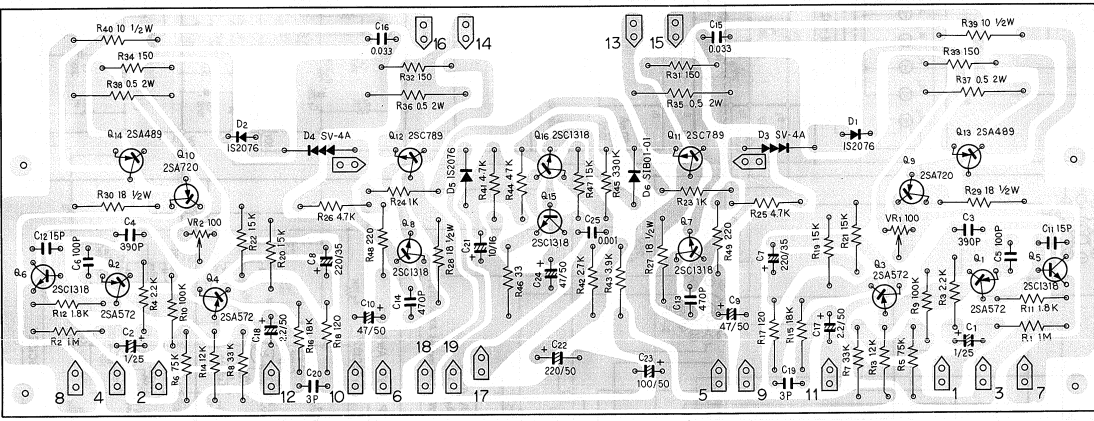 R40 10 1/2W
C16
0.033
16
14
13
15
C15
0.033
R39 10 1/2W
R34 150
R32 150
R31 150
R33 150
R38 0.5 2W
R36 0.5 2W
R35 0.5 2W
R37 0.5 2W
Q14 2SA489
D2
IS2076
D4 SV-4A
Q12 2SC789
Q16 2SC1318
Q11 2SC789
D3 SV-4A
D1
IS2076
Q13 2SA489
Q10
2SA720
D5 IS2076
R41 4.7K
R44 4.7K
R47 15K
R45 330K
D6 SIB01-01
Q9
2SA720
R30 18 1/2W
R24 1K
R23 1K
R29 18 1/2W
Q15
2SC1318
R26 4.7K
R25 4.7K
C4
390P
VR2 100
R22 15K
R20 15K
R48 220
Q8
2SC1318
R28 18 1/2W
C21
10/16
C25
0.001
R27 18 1/2W
Q7
2SC1318
R49 220
R19 15K
R21 15K
VR1 100
C3
390P
C12 15P
C6 100P
C5 100P
C11 15P
Q6
2SC1318
Q2
2SA572
R4 2.2K
R10 100K
Q4
2SA572
C8
220/35
C14
470P
R46 33
C24
47/50
R42 2.7K
R43 3.9K
C13
470P
C7
220/35
Q3
2SA572
R9 100K
R3 2.2K
Q1
2SA572
Q5
2SC1318
R12 1.8K
R11 1.8K
R2 1M
R1 1M
C2
1/25
R6 75K
R14 12K
R8 33K
C18
2.2/50
R16 18K
R18 120
C10
47/50
C9
47/50
R17 120
R15 18K
C17
2.2/50
R7 33K
R13 12K
R5 75K
C1
1/25
18
19
C22
220/50
C23
100/50
8
4
2
12
C20
3P
10
6
17
5
9
C19
3P
11
1
3
7